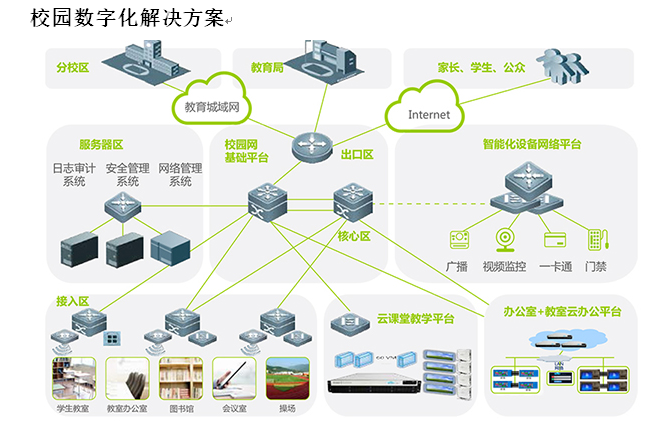 校园数字化解决方案
分校区
教育局
家长、学生、公众
教育城域网
Internet
服务器区
日志审计
系统
安全管理
系统
网络管理
系统
校园网
基础平台
出口区
核心区
智能化设备网络平台
广播
视频监控
一卡通
门禁
接入区
学生教室
教室办公室
图书馆
会议室
操场
云课堂教学平台
60 VM
办公室+教室云办公平台
LAN
网络